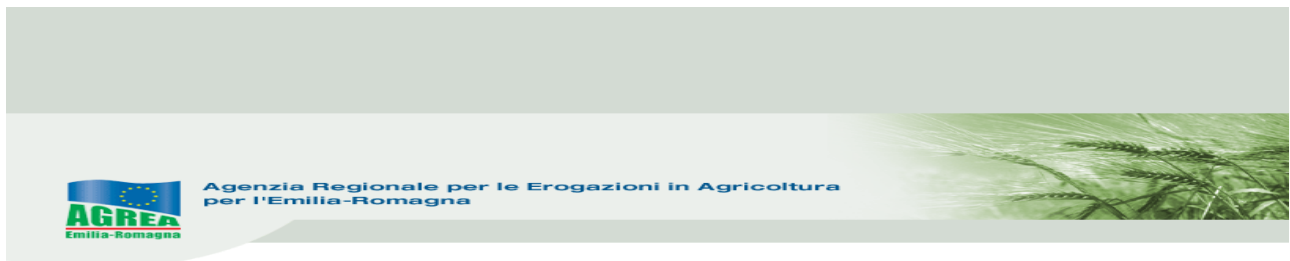 Agenzia Regionale per le Erogazioni in Agricoltura
per l'Emilia-Romagna
AGREA
Emilia-Romagna